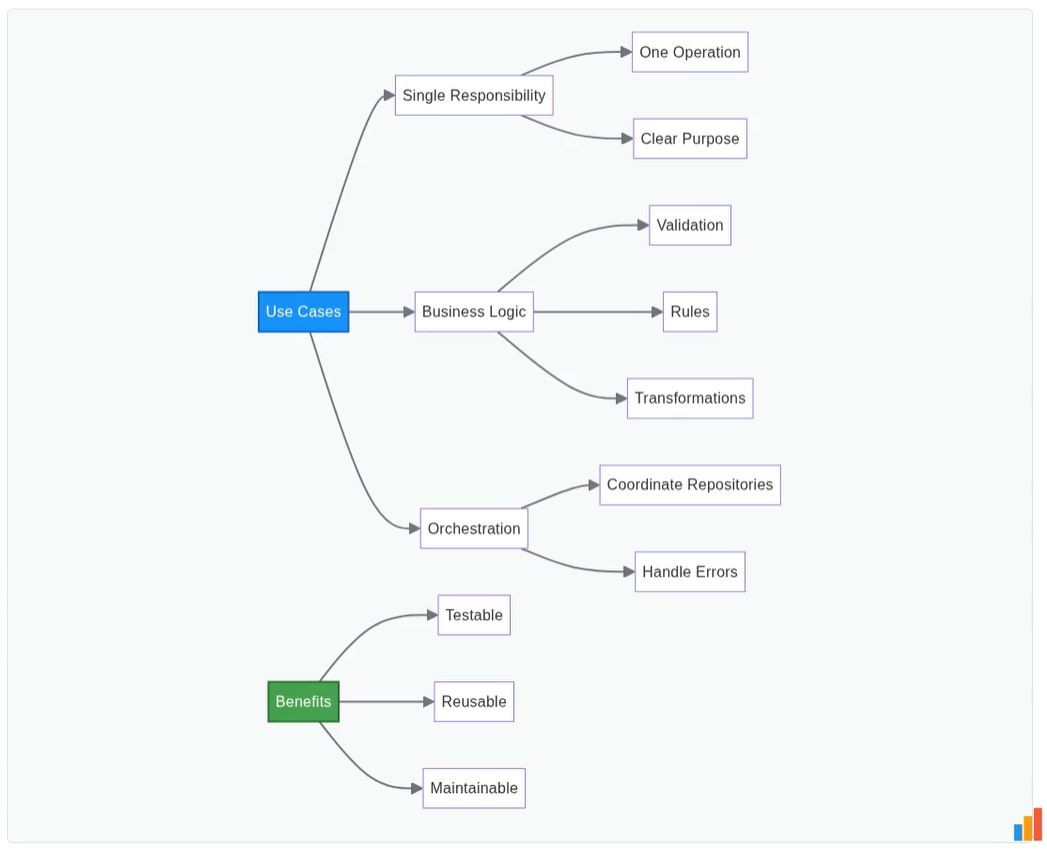 One Operation
Single Responsibility
Clear Purpose
Validation
Use Cases
Business Logic
Rules
Transformations
Coordinate Repositories
Orchestration
Handle Errors
Testable
Benefits
Reusable
Maintainable